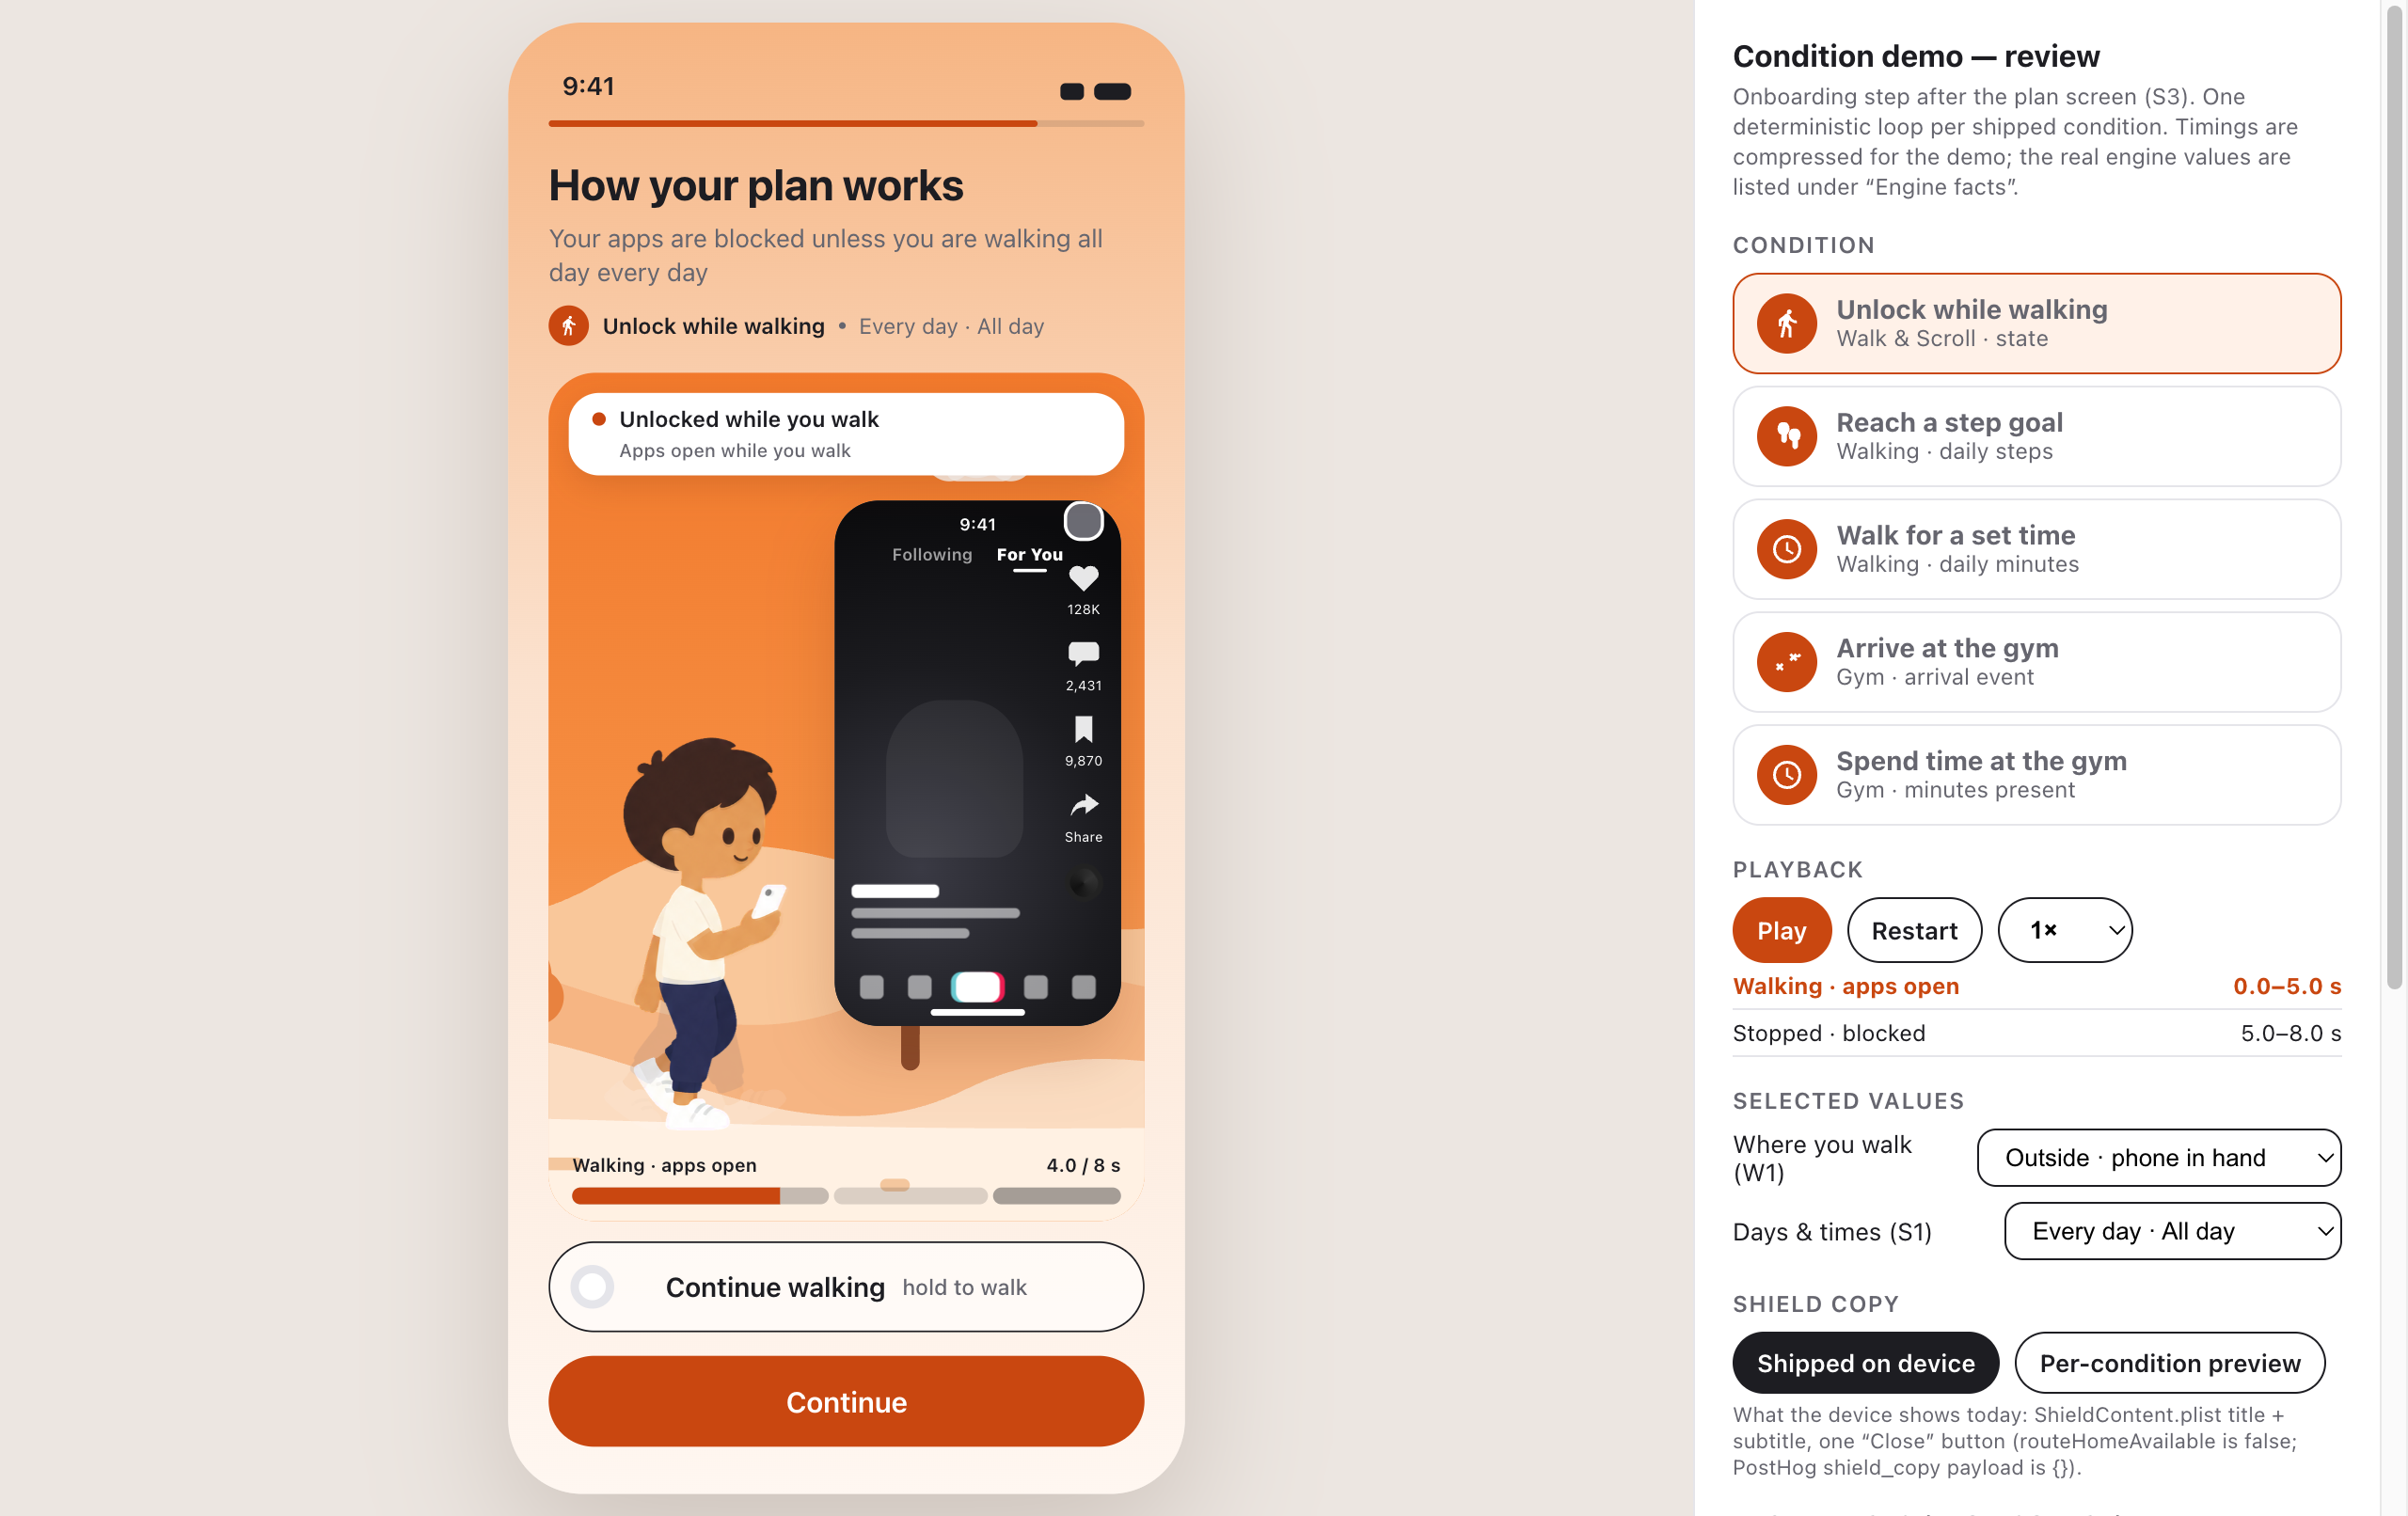 9:41
How your plan works
Your apps are blocked unless you are walking all
day every day
Unlock while walking • Every day · All day
Unlocked while you walk
Apps open while you walk
9:41
Following For You
128K
2,431
9,870
Share
Walking · apps open 4.0 / 8 s
Continue walking hold to walk
Continue
Condition demo — review
Onboarding step after the plan screen (S3). One
deterministic loop per shipped condition. Timings are
compressed for the demo; the real engine values are
listed under “Engine facts”.
CONDITION
Unlock while walking
Walk & Scroll · state
Reach a step goal
Walking · daily steps
Walk for a set time
Walking · daily minutes
Arrive at the gym
Gym · arrival event
Spend time at the gym
Gym · minutes present
PLAYBACK
Play Restart 1×
Walking · apps open 0.0–5.0 s
Stopped · blocked 5.0–8.0 s
SELECTED VALUES
Where you walk
(W1)
Outside · phone in hand
Days & times (S1) Every day · All day
SHIELD COPY
Shipped on device Per-condition preview
What the device shows today: ShieldContent.plist title +
subtitle, one “Close” button (routeHomeAvailable is false;
PostHog shield_copy payload is {}).